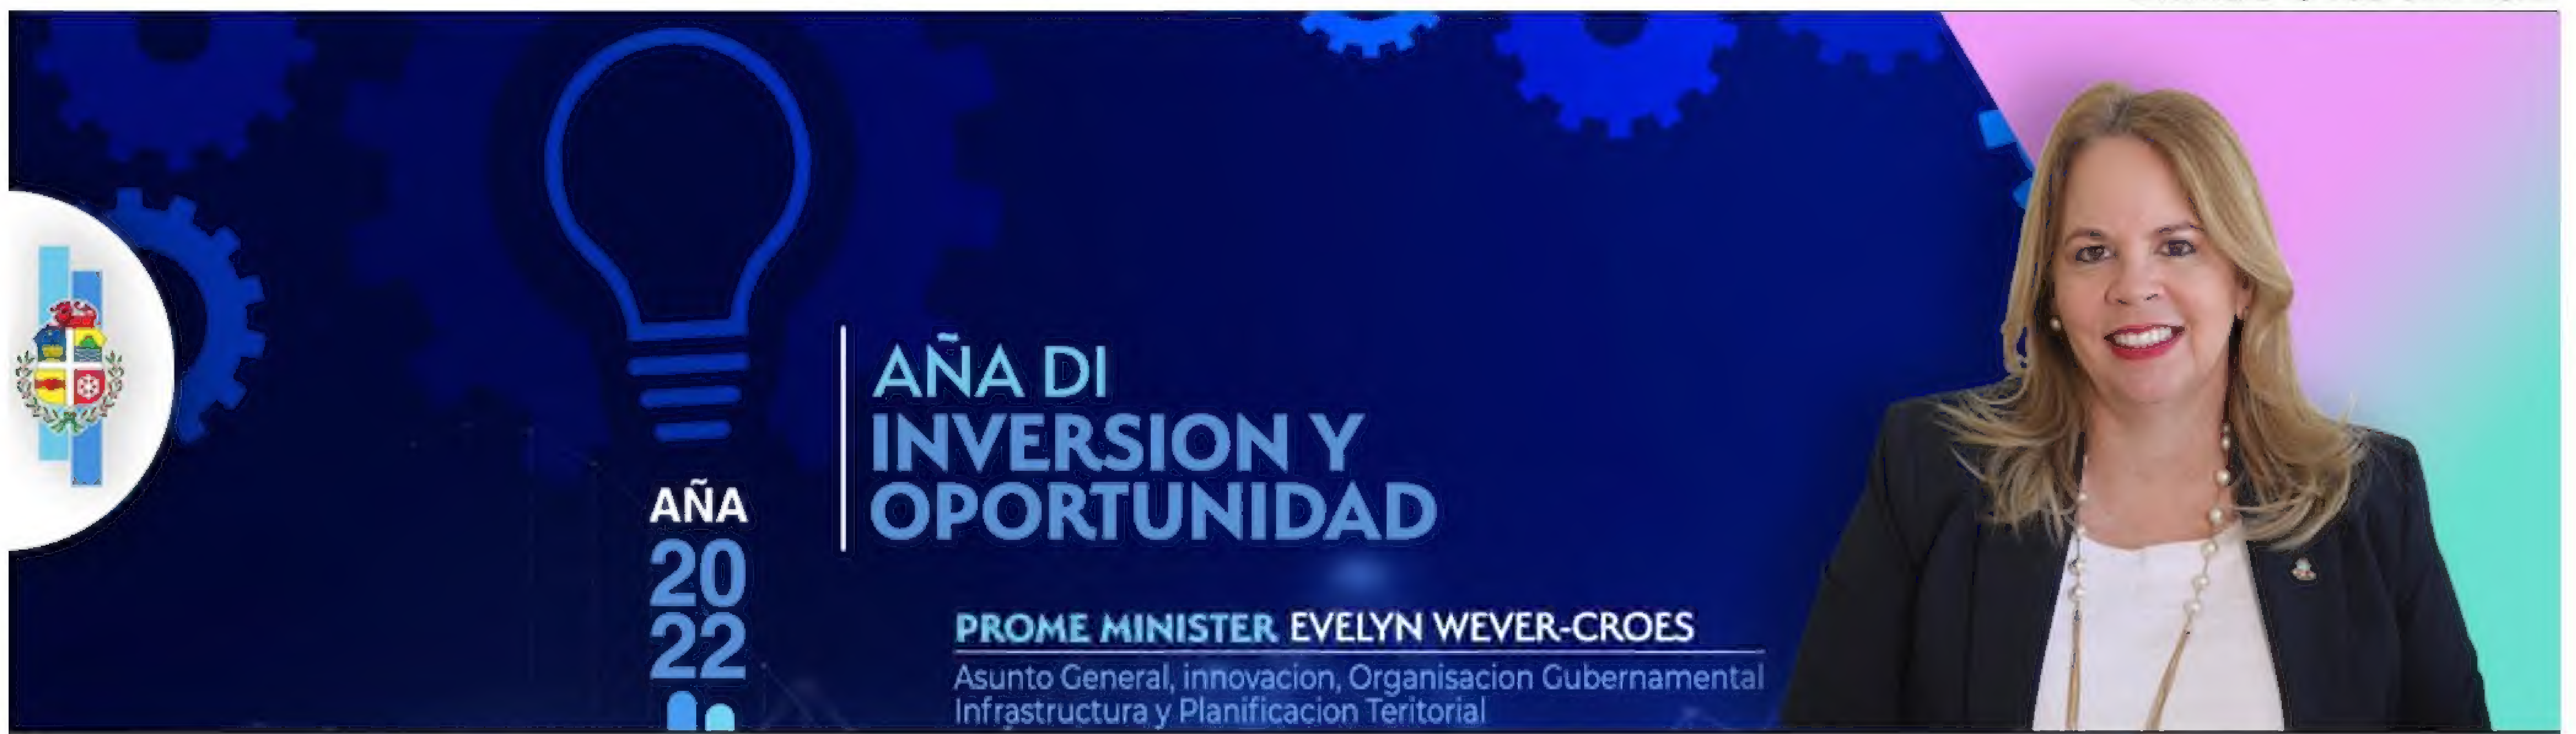 AÑA
20
22
AÑA DI
INVERSION Y
OPORTUNIDAD
PROME MINISTER EVELYN WEVER-CROES
Asunto General, innovacion, Organisacion Gubernamental
Infrastructura y Planificacion Teritorial